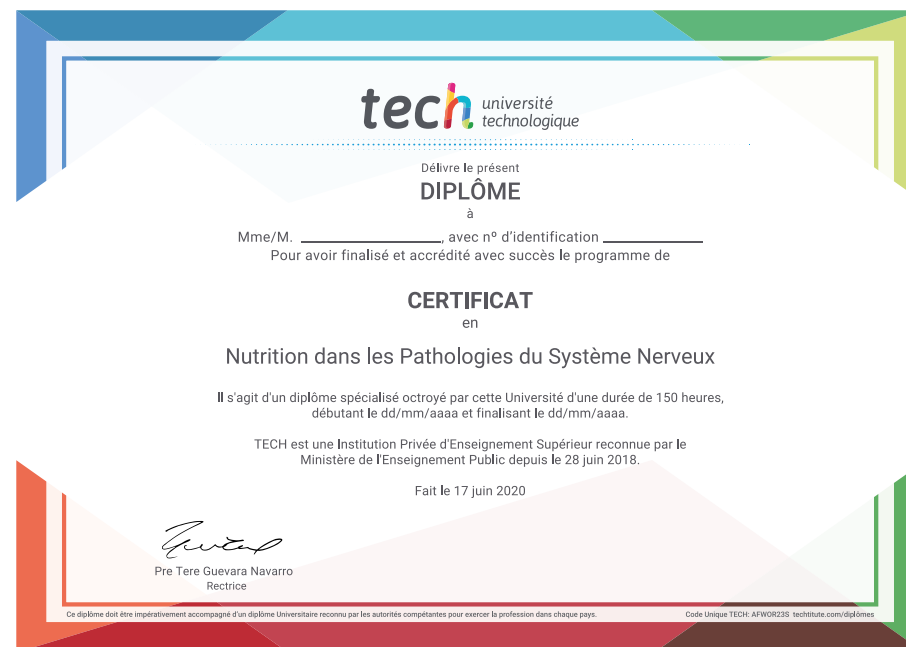 tech université
technologique
Délivre le présent
DIPLÔME
à
Mme/M. ____________________, avec nº d'identification ______________
Pour avoir finalisé et accrédité avec succès le programme de
CERTIFICAT
en
Nutrition dans les Pathologies du Système Nerveux
Il s'agit d'un diplôme spécialisé octroyé par cette Université d'une durée de 150 heures,
débutant le dd/mm/aaaa et finalisant le dd/mm/aaaa.
TECH est une Institution Privée d'Enseignement Supérieur reconnue par le
Ministère de l'Enseignement Public depuis le 28 juin 2018.
Fait le 17 juin 2020
Pre Tere Guevara Navarro
Rectrice
Ce diplôme doit être impérativement accompagné d'un diplôme Universitaire reconnu par les autorités compétantes pour exercer la profession dans chaque pays.
Code Unique TECH: AFWOR23S techtitute.com/diplômes